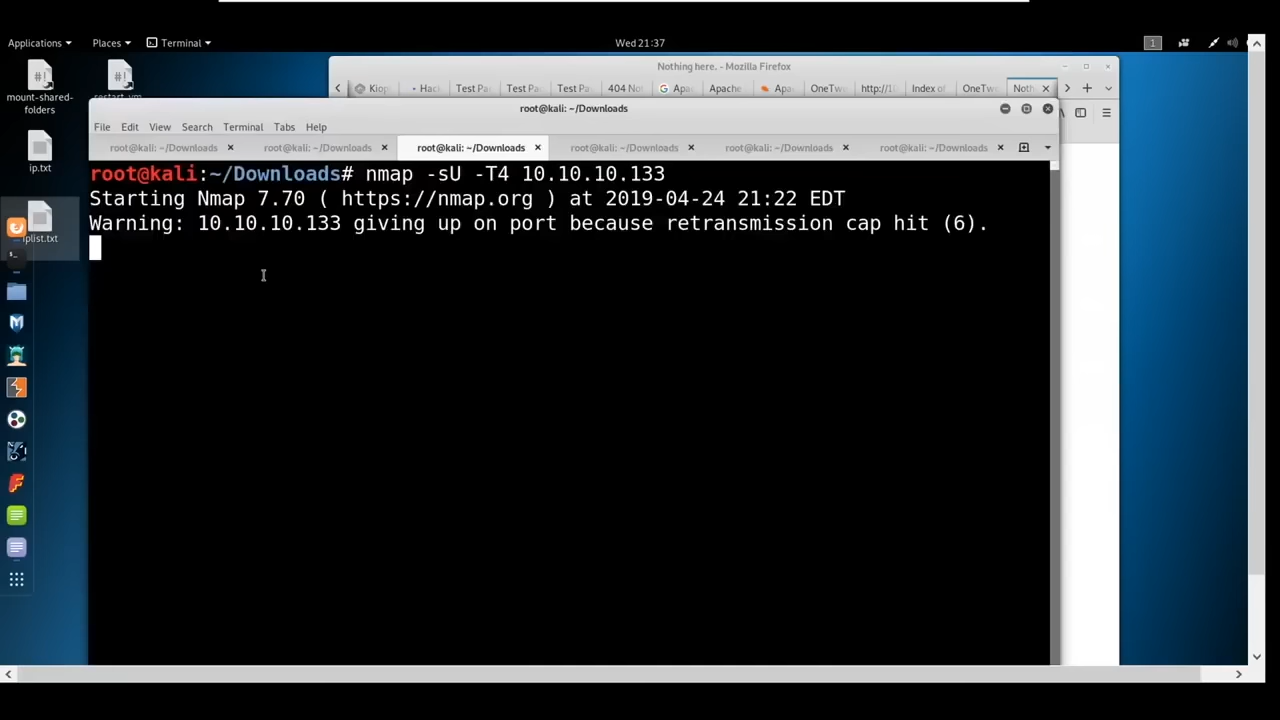 Applications Places Terminal Wed 21:37 1
mount-shared-folders
ip.txt
iplist.txt
Nothing here. - Mozilla Firefox
Kiop Hac Test Pa Test Pa Test Pa 404 No Apa Apache Apa OneTw http://1 Index of OneTw Noth
root@kali: ~/Downloads
File Edit View Search Terminal Tabs Help
root@kali: ~/Downloads root@kali: ~/Downloads root@kali: ~/Downloads root@kali: ~/Downloads root@kali: ~/Downloads root@kali: ~/Downloads
root@kali:~/Downloads# nmap -sU -T4 10.10.10.133
Starting Nmap 7.70 ( https://nmap.org ) at 2019-04-24 21:22 EDT
Warning: 10.10.10.133 giving up on port because retransmission cap hit (6).